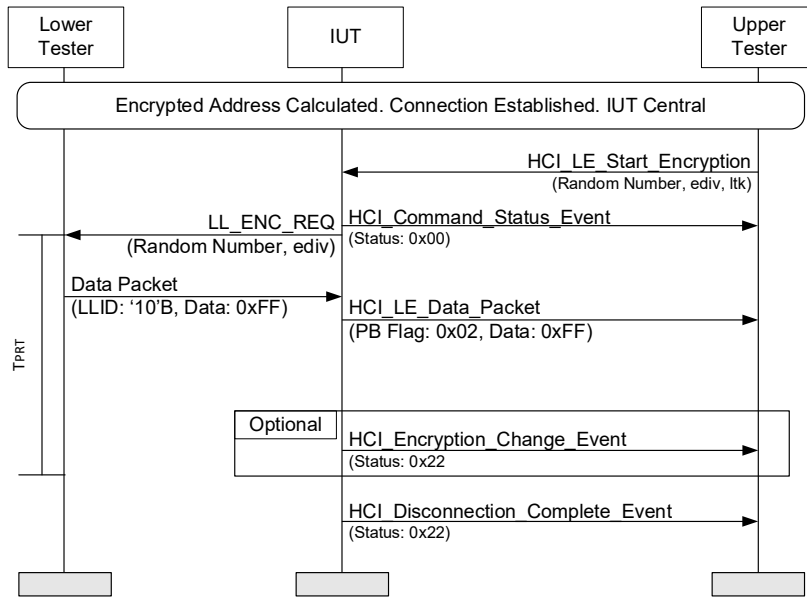 Lower
Tester
IUT
Upper
Tester
Encrypted Address Calculated. Connection Established. IUT Central
HCI_LE_Start_Encryption
(Random Number, ediv, ltk)
LL_ENC_REQ
(Random Number, ediv)
HCI_Command_Status_Event
(Status: 0x00)
Data Packet
(LLID: ‘10’B, Data: 0xFF)
HCI_LE_Data_Packet
(PB Flag: 0x02, Data: 0xFF)
TPRT
Optional
HCI_Encryption_Change_Event
(Status: 0x22
HCI_Disconnection_Complete_Event
(Status: 0x22)